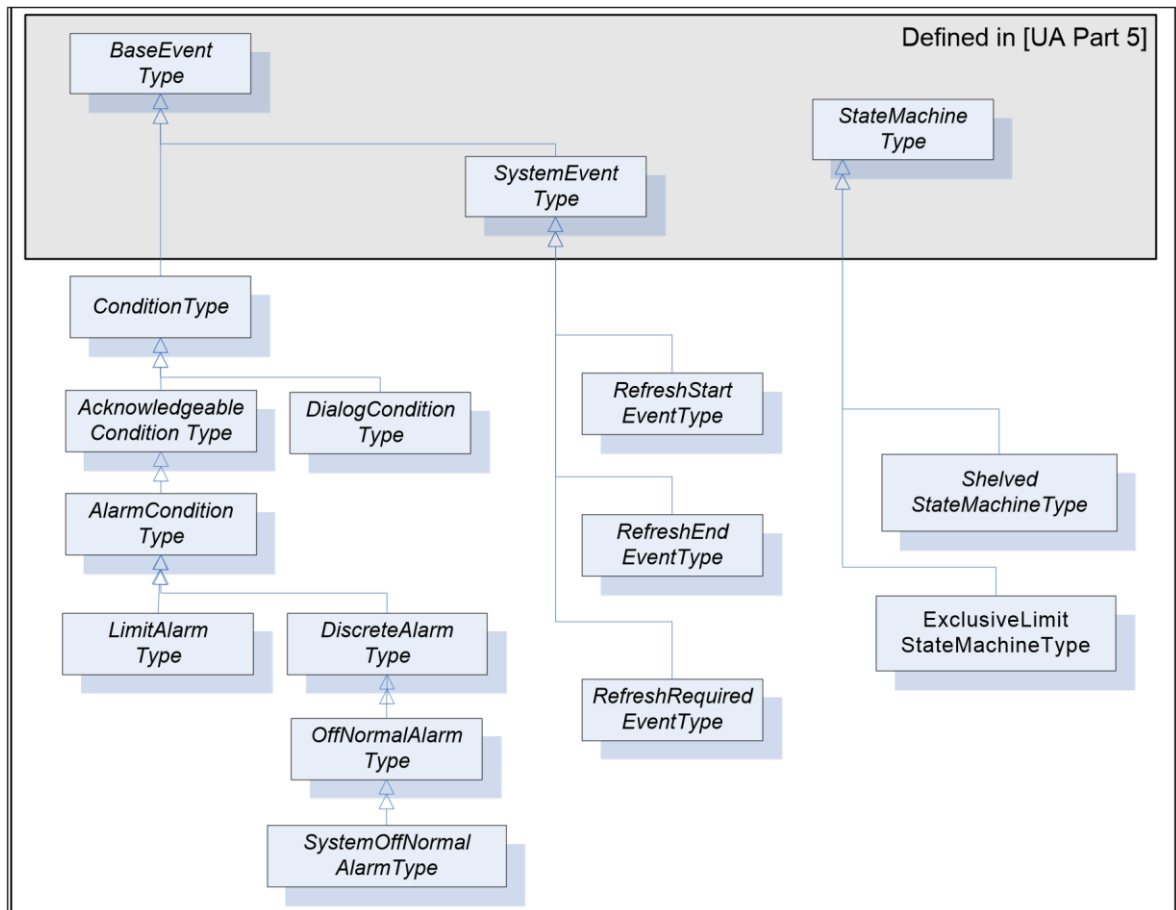 Defined in [UA Part 5]
BaseEvent
Type
StateMachine
Type
SystemEvent
Type
ConditionType
Acknowledgeable
Condition Type
DialogCondition
Type
RefreshStart
EventType
Shelved
StateMachineType
AlarmCondition
Type
RefreshEnd
EventType
ExclusiveLimit
StateMachineType
LimitAlarm
Type
DiscreteAlarm
Type
RefreshRequired
EventType
OffNormalAlarm
Type
SystemOffNormal
AlarmType